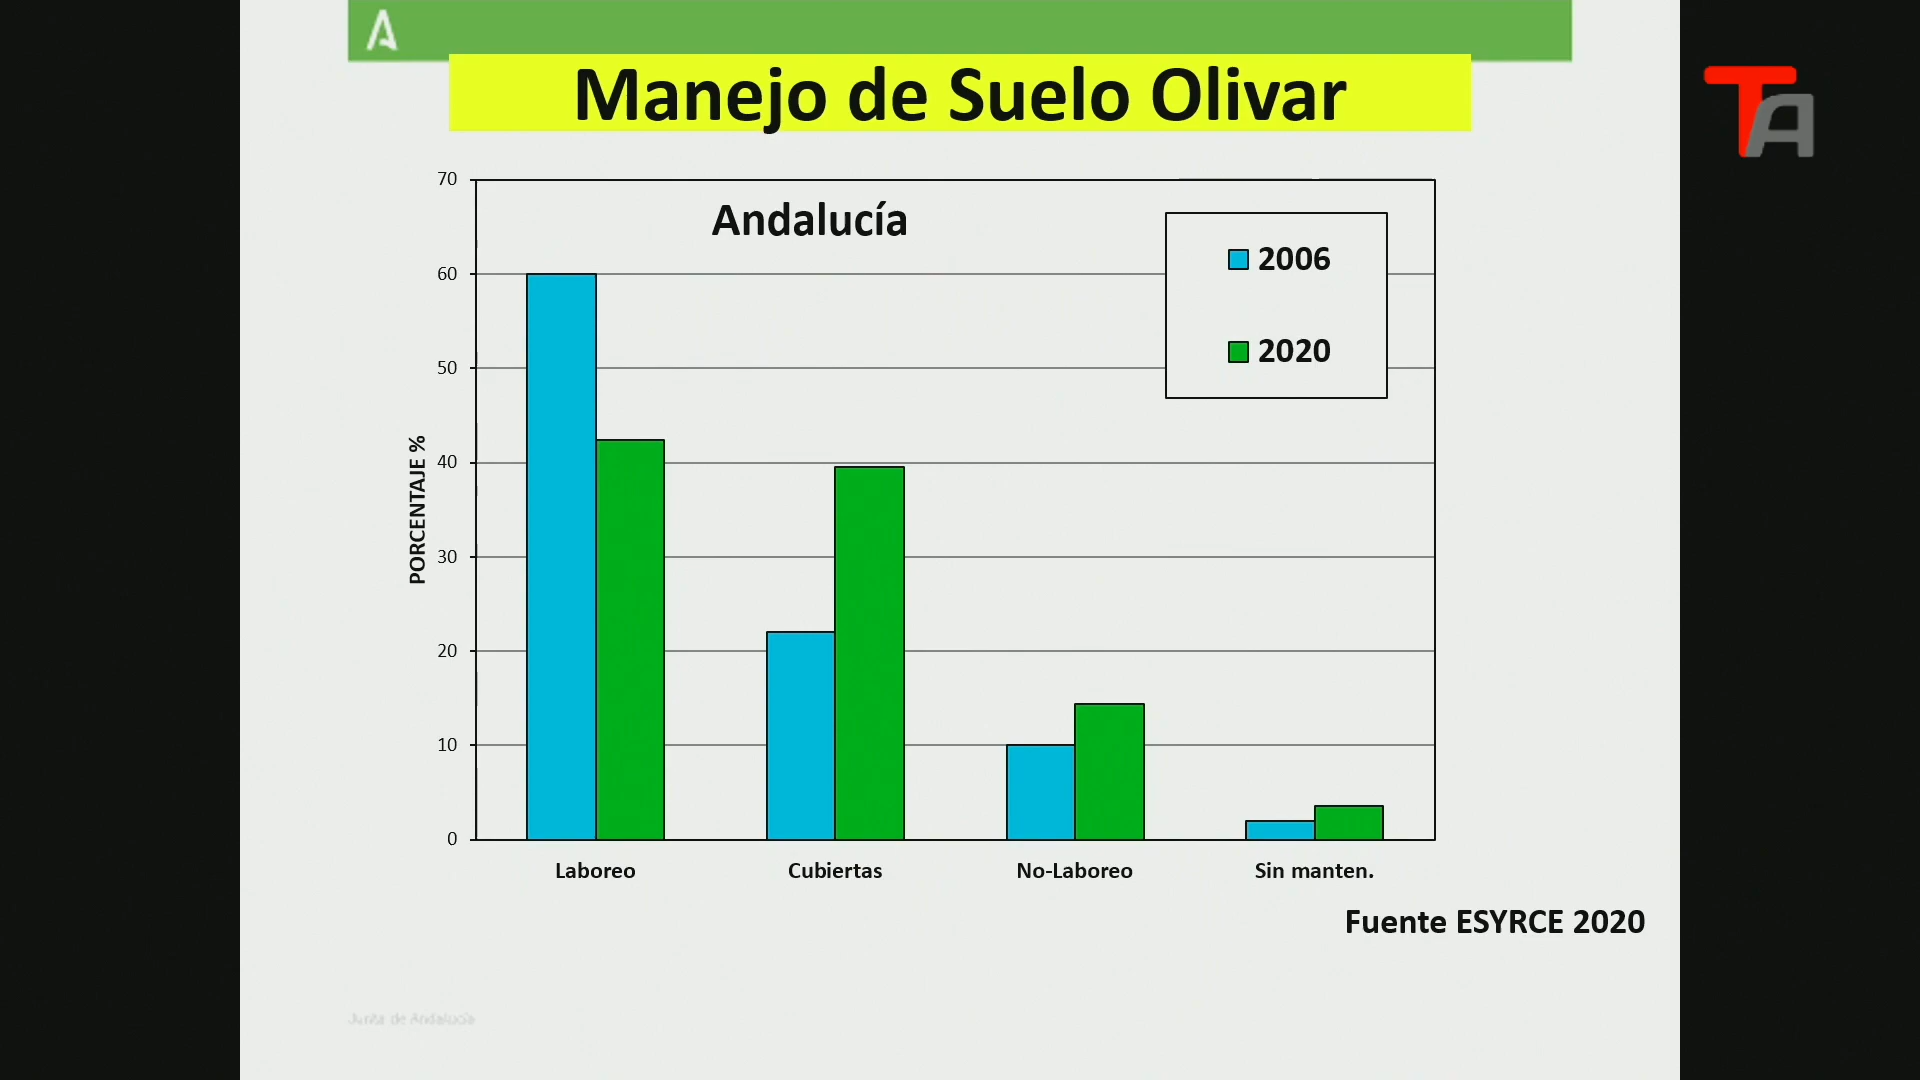 Manejo de Suelo Olivar
Andalucía
2006
2020
70
60
50
40
30
20
10
0
PORCENTAJE %
Laboreo
Cubiertas
No-Laboreo
Sin manten.
Fuente ESYRCE 2020
Junta de Andalucía
TA